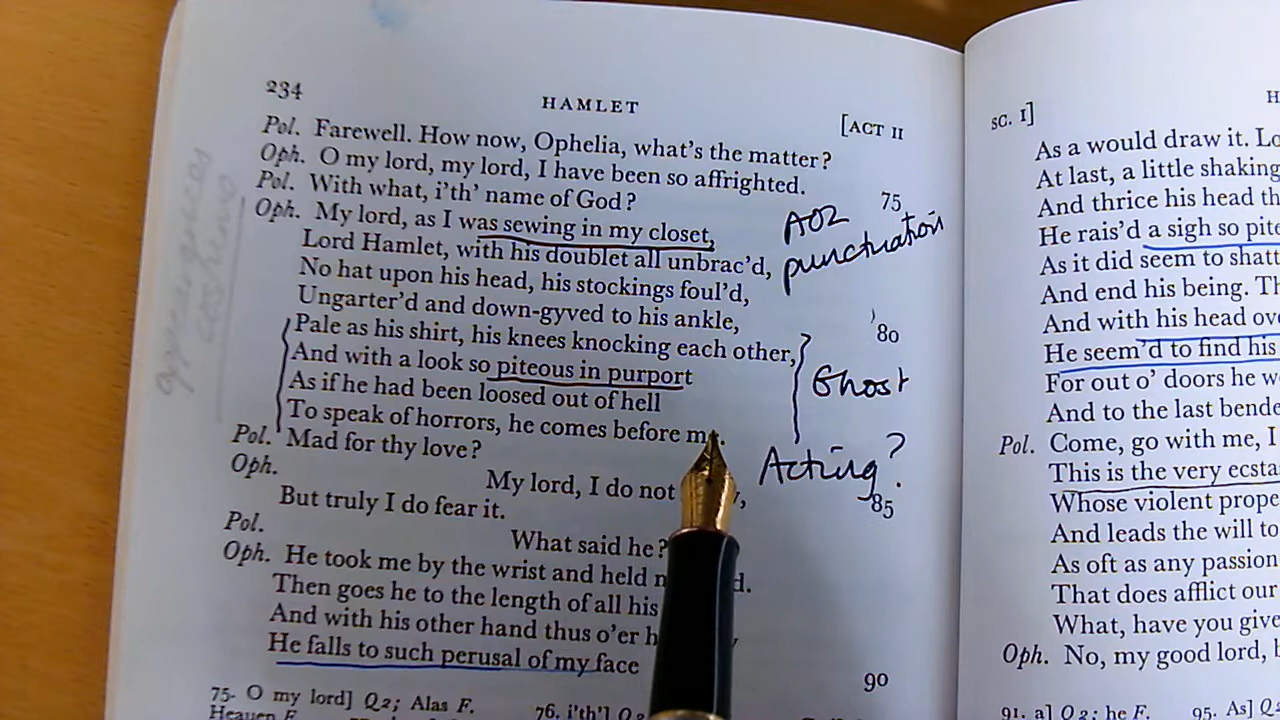 234
HAMLET
[ACT II
Pol. Farewell. How now, Ophelia, what's the matter?
Oph. O my lord, my lord, I have been so affrighted.
Pol. With what, i'th' name of God?
75
Oph. My lord, as I was sewing in my closet,
Lord Hamlet, with his doublet all unbrac'd,
No hat upon his head, his stockings foul'd,
Ungarter'd and down-gyved to his ankle,
Pale as his shirt, his knees knocking each other,
80
And with a look so piteous in purport
As if he had been loosed out of hell
To speak of horrors, he comes before
Pol. Mad for thy love?
Oph. My lord, I do not
85
But truly I do fear it.
Pol. What said he?
Oph. He took me by the wrist and held
Then goes he to the length of all his
And with his other hand thus o'er
He falls to such perusal of my face
90
75. O my lord] Q2; Alas F.
76. i'th']
Heauen F.
AO2
punctuation
Ghost
Acting?
SC. I]
H
As a would draw it.
At last, a little shaking
And thrice his head
He rais'd a sigh so
As it did seem to
And end his being.
And with his head
He seem'd to find his
For out o' doors he
And to the last
Pol. Come, go with me, I
This is the very
Whose violent
And leads the will to
As oft as any passion
That does afflict our
What, have you
Oph. No, my good lord,
91. a] Q2; he F.
95. As]